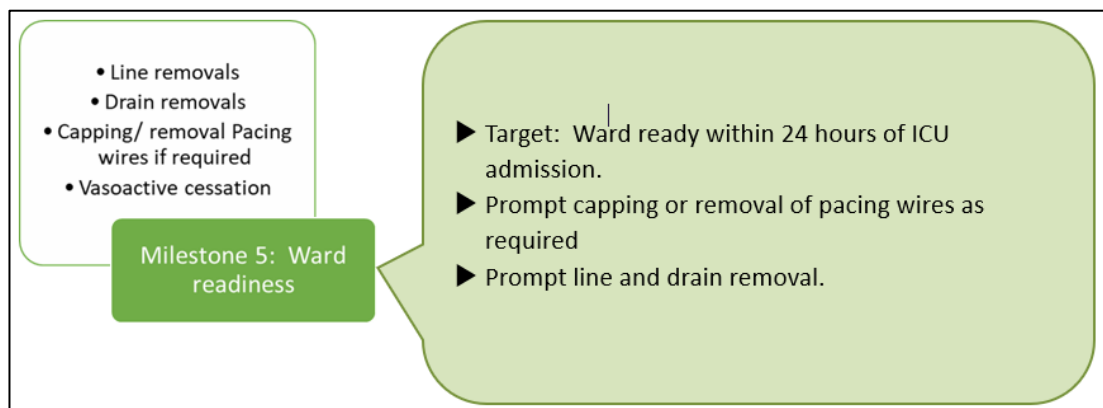 • Line removals
• Drain removals
• Capping/ removal Pacing
wires if required
• Vasoactive cessation
Milestone 5:  Ward
readiness
▶ Target:  Ward ready within 24 hours of ICU
admission.
▶ Prompt capping or removal of pacing wires as
required
▶ Prompt line and drain removal.